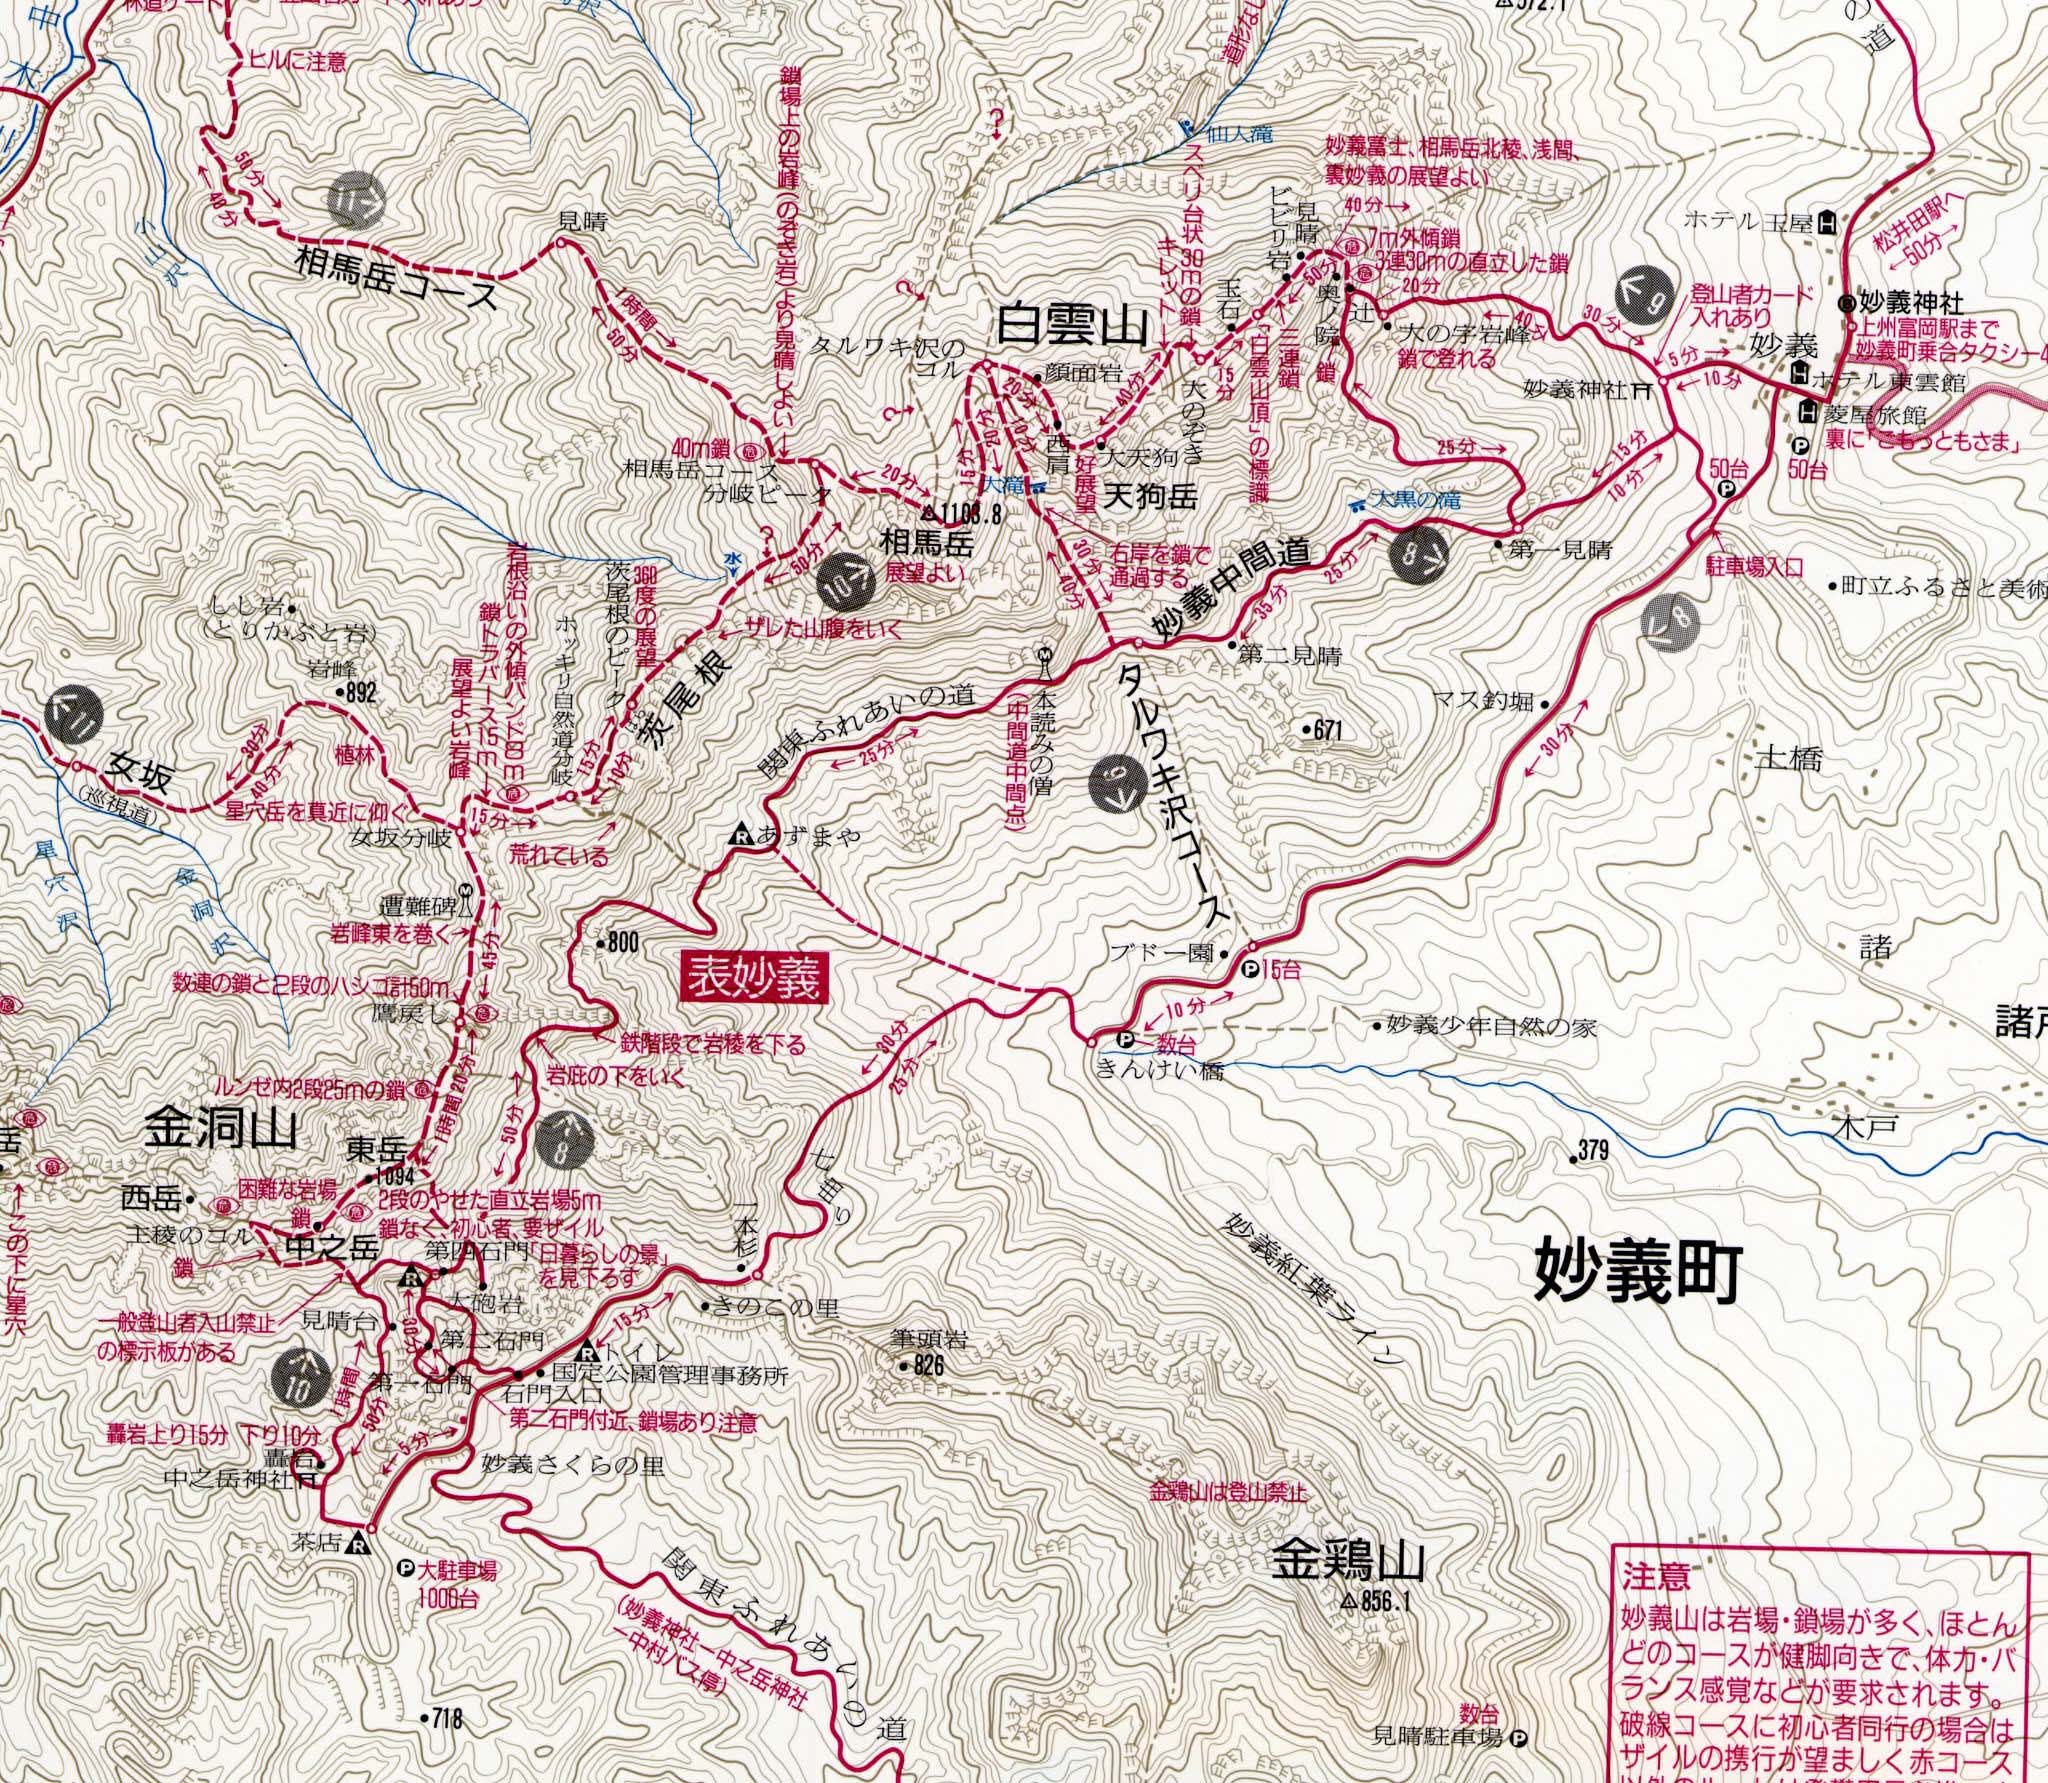 572.1
の道
ヒルに注意
道形なし
仙人滝
妙義富士、相馬岳北稜、浅間、
裏妙義の展望よい
40分→
スベリ台状30mの鎖
キレット
ビビリ岩
見晴
7m外傾鎖
3連30mの直立した鎖
20分
ホテル玉屋
松井田駅へ
←50分→
50分
40分
11
小山沢
見晴
相馬岳コース
1時間
50分
鎖場上の岩峰(のぞき岩)より見晴しよい
白雲山
玉石
奥ノ院
辻
鎖
大の字岩峰
鎖で登れる
←40分
30分
9
登山者カード
入れあり
妙義神社
上州富岡駅まで
妙義町乗合タクシー4
妙義
5分
10分
ホテル東雲館
菱屋旅館
裏に「ごもっともさま」
妙義神社
タルワキ沢の
コル
顔面岩
20分
40分
15分
大のぞき
三連鎖
「白雲山頂」の標識
西肩
大天狗
好展望
天狗岳
40m鎖
相馬岳コース
分岐ピーク
20分
15分
20分
10分
大滝
1103.8
相馬岳
展望よい
25分
15分
10分
50台
50台
大黒の滝
第一見晴
駐車場入口
町立ふるさと美術
8
8
30分
40分
右岸を鎖で
通過する
妙義中間道
25分
35分
第二見晴
水
50分
10
ザレた山腹をいく
茨尾根
360度の展望
茨尾根のピーク
ホッキリ自然道分岐
岩根沿いの外傾バンド8m
鎖トラバース15m
展望よい岩峰
しし岩
(とりかぶと岩)
岩峰
892
11
女坂
(巡視道)
30分
40分
植林
星穴岳を真近に仰ぐ
女坂分岐
15分
15分
10分
荒れている
関東ふれあいの道
25分
本読みの僧
(中間道中間点)
タルワキ沢コース
9
671
マス釣堀
30分
土橋
あずまや
星穴沢
金洞沢
遭難碑
岩峰東を巻く
45分
数連の鎖と2段のハシゴ計50m
鷹戻し
800
表妙義
ブドー園
15台
諸
諸戸
10分
数台
きんけい橋
妙義少年自然の家
鉄階段で岩稜を下る
岩庇の下をいく
30分
25分
ルンゼ内2段25mの鎖
金洞山
1時間20分
50分
8
東岳
1094
西岳
困難な岩場
鎖
2段のやせた直立岩場5m
鎖なく、初心者、要ザイル
主稜のコル
中之岳
鎖
第四石門
「日暮らしの景」
を見下ろす
大砲岩
この下に星穴
岳
七曲り
一本杉
木戸
379
妙義紅葉ライン
妙義町
一般登山者入山禁止
の標示板がある
見晴台
30分
第二石門
第一石門
きのこの里
15分
トイレ
国定公園管理事務所
石門入口
第二石門付近、鎖場あり注意
筆頭岩
826
10
1時間
50分
轟岩上り15分 下り10分
轟岩
中之岳神社
5分
妙義さくらの里
茶店
大駐車場
1000台
金鶏山は登山禁止
金鶏山
856.1
関東ふれあいの道
(妙義神社ー中之岳神社
ー中村バス停)
718
数台
見晴駐車場
注意
妙義山は岩場・鎖場が多く、ほとん
どのコースが健脚向きで、体力・バ
ランス感覚などが要求されます。
破線コースに初心者同行の場合は
ザイルの携行が望ましく赤コース